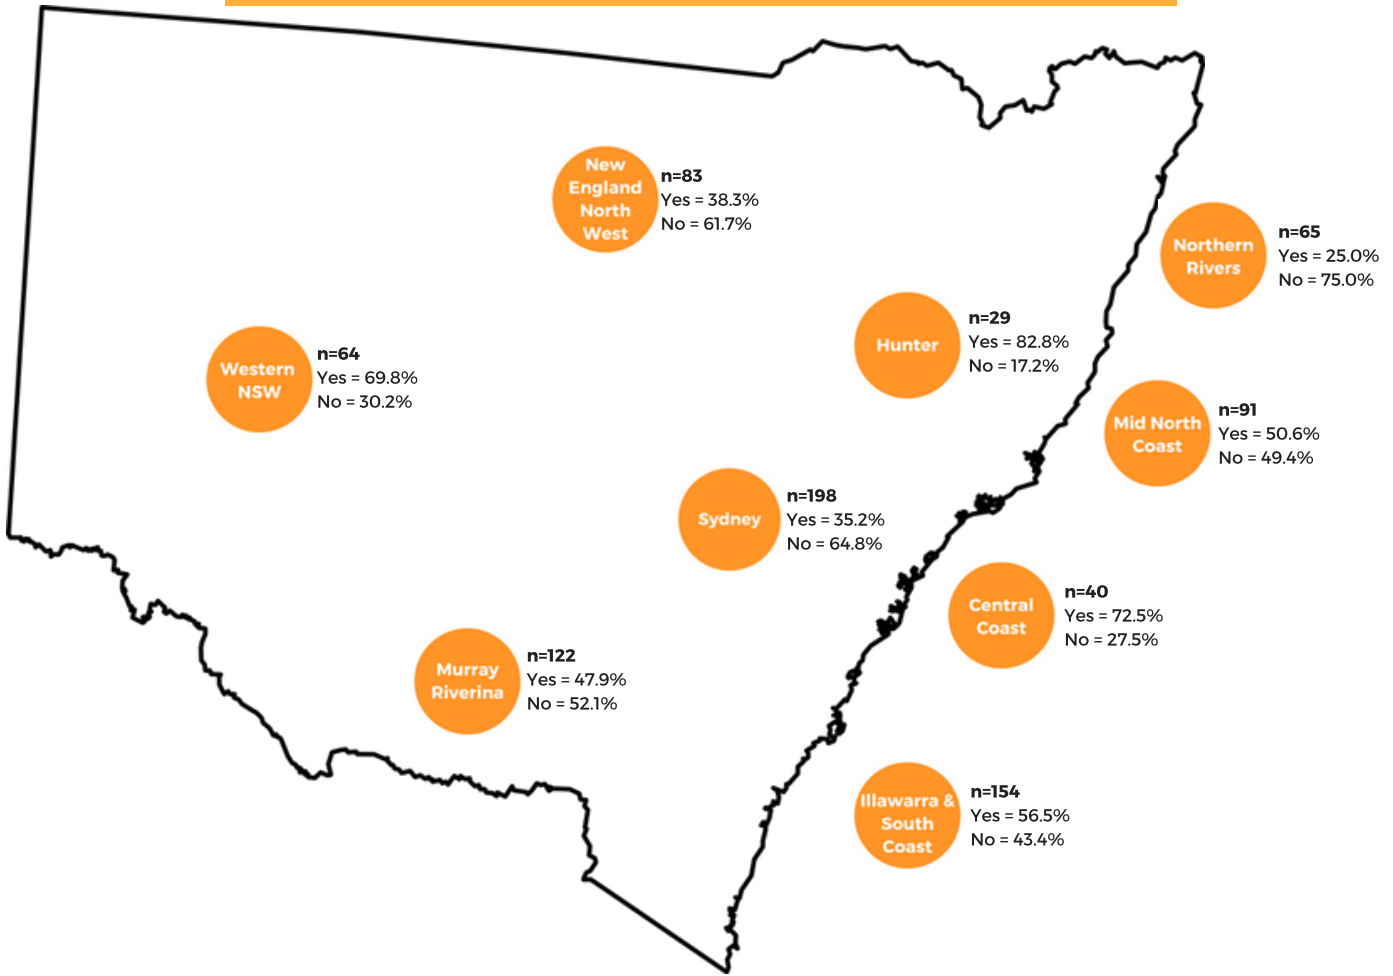 New
England
North
West
n=83
Yes = 38.3%
No = 61.7%
Northern
Rivers
n=65
Yes = 25.0%
No = 75.0%
Hunter
n=29
Yes = 82.8%
No = 17.2%
Western
NSW
n=64
Yes = 69.8%
No = 30.2%
Mid North
Coast
n=91
Yes = 50.6%
No = 49.4%
Sydney
n=198
Yes = 35.2%
No = 64.8%
Central
Coast
n=40
Yes = 72.5%
No = 27.5%
Murray
Riverina
n=122
Yes = 47.9%
No = 52.1%
Illawarra &
South
Coast
n=154
Yes = 56.5%
No = 43.4%